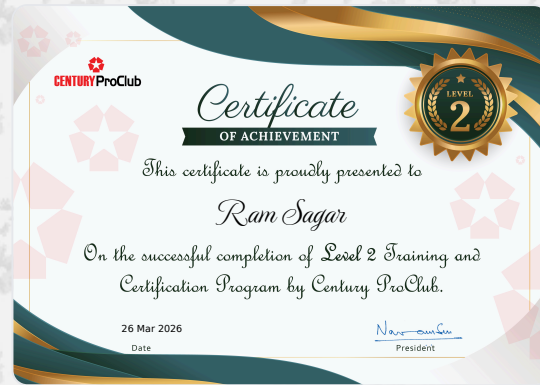 CENTURY ProClub
Certificate
OF ACHIEVEMENT
LEVEL
2
This certificate is proudly presented to
Ram Sagar
On the successful completion of Level 2 Training and
Certification Program by Century ProClub.
26 Mar 2026
Date
President